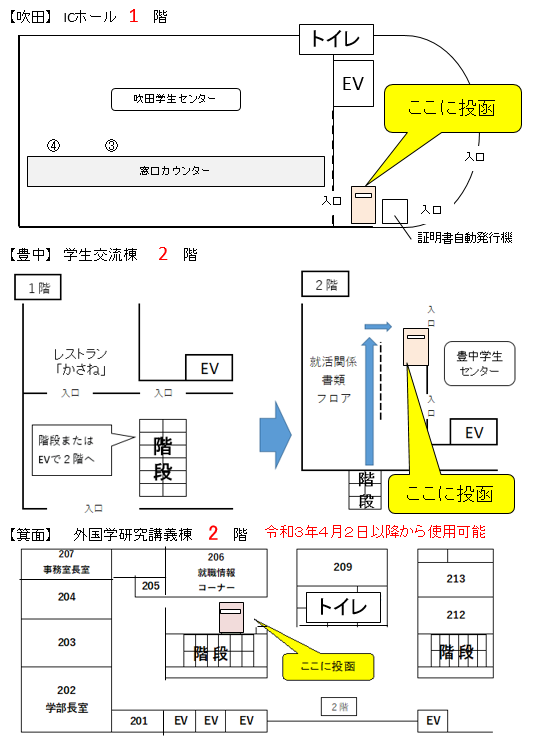 【吹田】 ICホール 1 階
トイレ
EV
吹田学生センター
ここに投函
④ ③
入口
窓口カウンター
入口
入口
証明書自動発行機
【豊中】 学生交流棟 2 階
1階
レストラン
「かさね」
EV
入口 入口
階段または
EVで2階へ
階段
入口
2階
入口
就活関係
書類
フロア
豊中学生
センター
入口
EV
階段
ここに投函
【箕面】 外国学研究講義棟 2 階 令和3年4月2日以降から使用可能
207
事務室長室
204
203
202
学部長室
205
206
就職情報
コーナー
階段
ここに投函
209
トイレ
213
212
階段
2階
201 EV EV EV EV